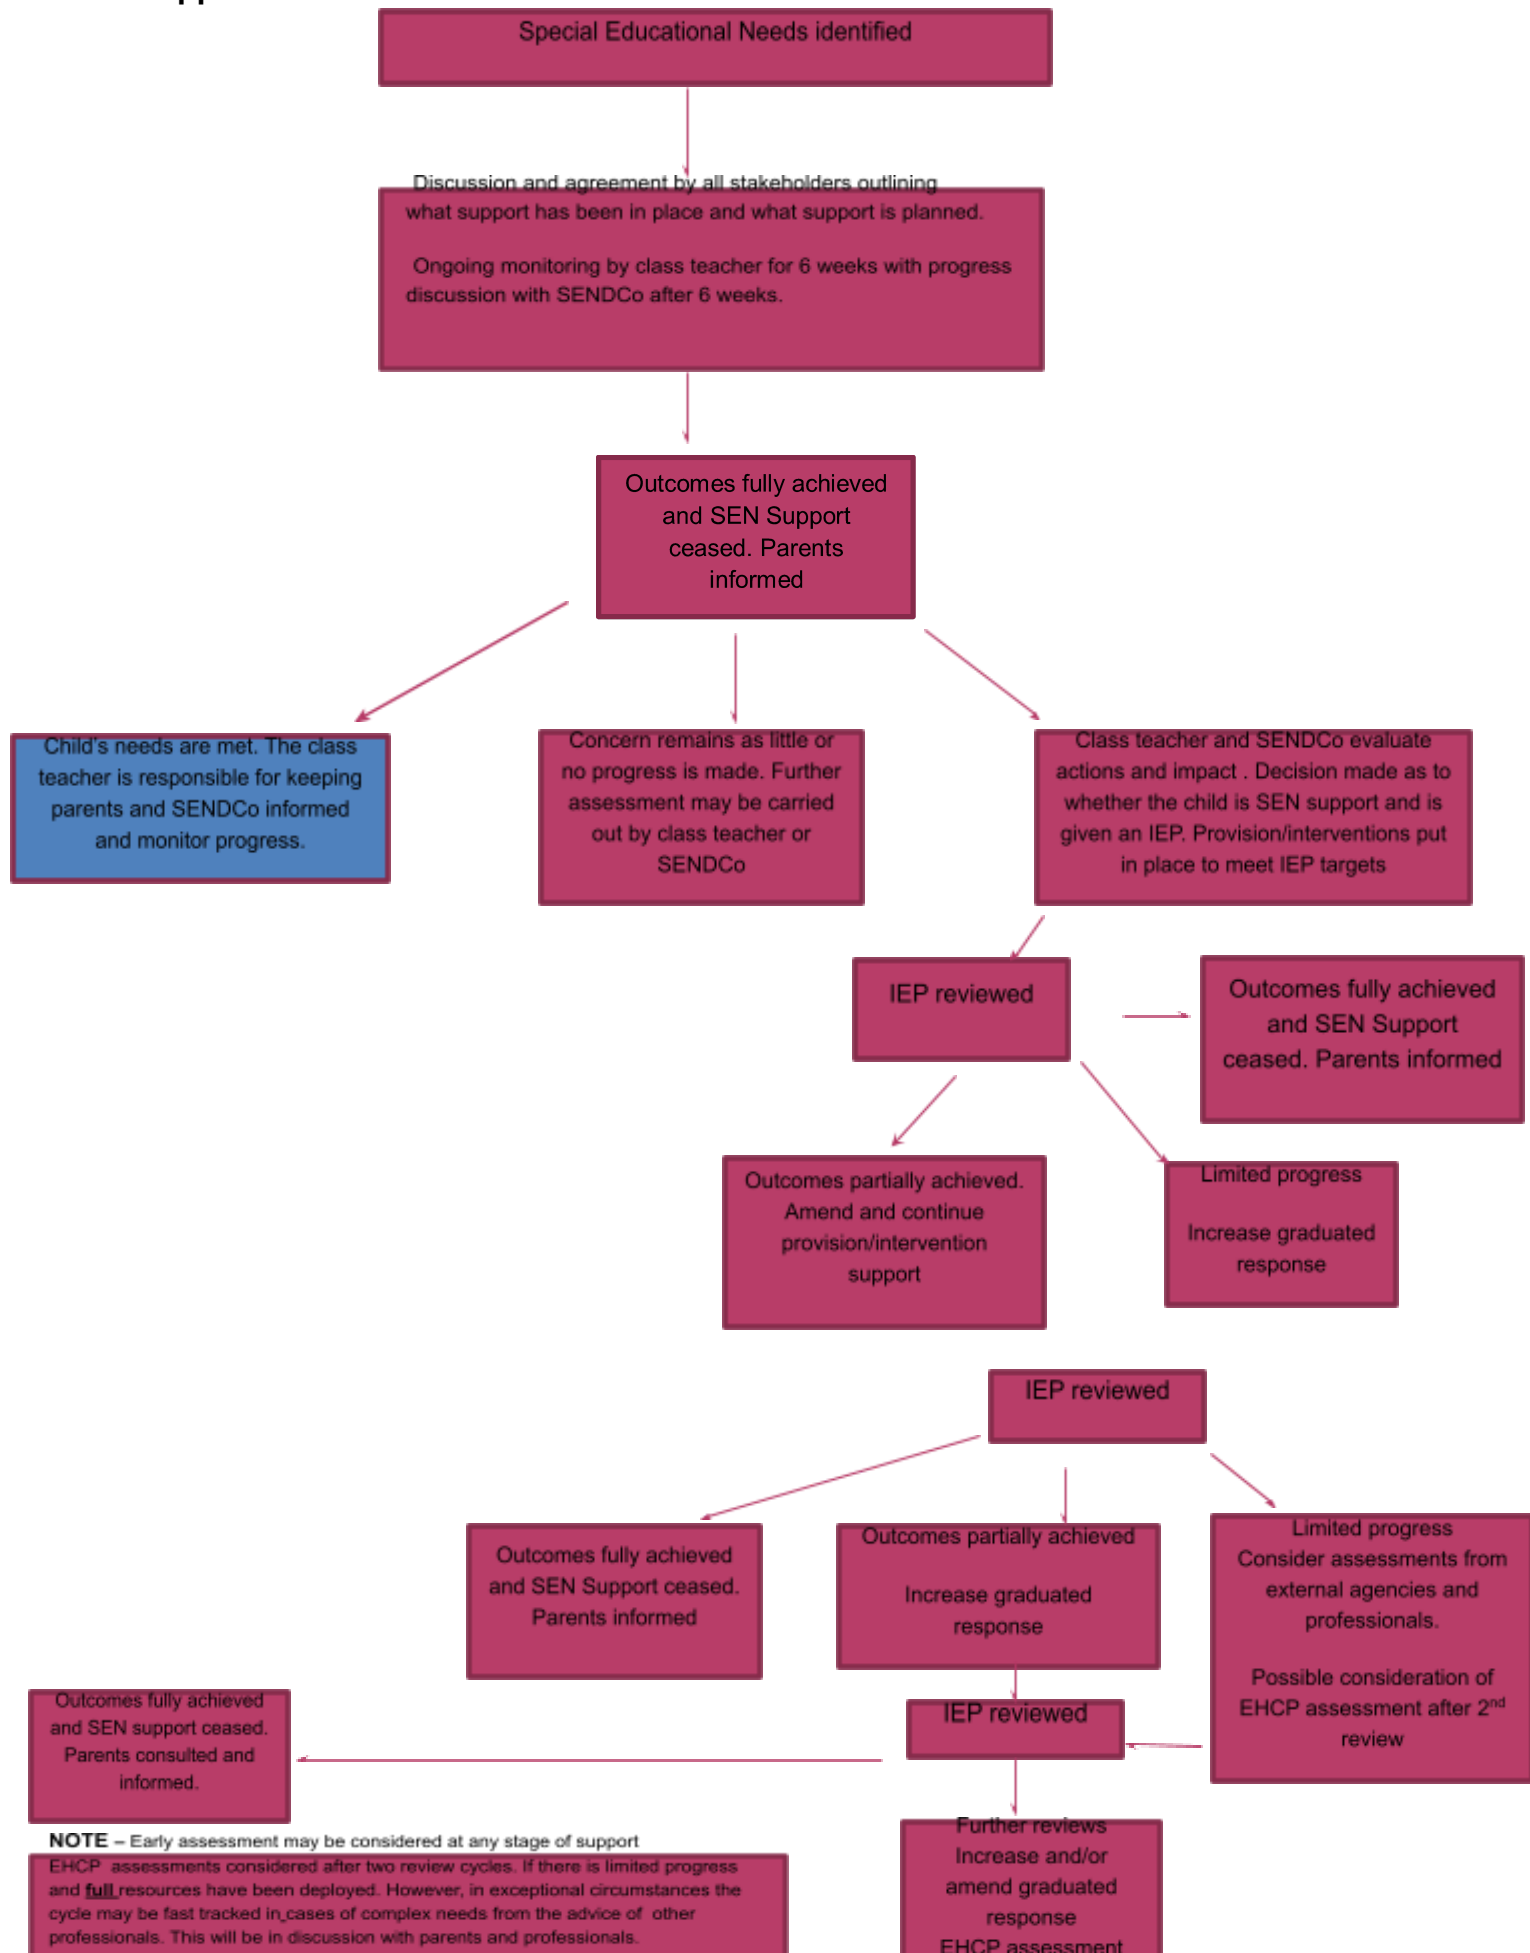 Special Educational Needs identified
Discussion and agreement by all stakeholders outlining
what support has been in place and what support is planned.
Ongoing monitoring by class teacher for 6 weeks with progress
discussion with SENDCo after 6 weeks.
Outcomes fully achieved
and SEN Support
ceased. Parents
informed
Child's needs are met. The class
teacher is responsible for keeping
parents and SENDCo informed
and monitor progress.
Concern remains as little or
no progress is made. Further
assessment may be carried
out by class teacher or
SENDCo
Class teacher and SENDCo evaluate
actions and impact . Decision made as to
whether the child is SEN support and is
given an IEP. Provision/interventions put
in place to meet IEP targets
IEP reviewed
Outcomes fully achieved
and SEN Support
ceased. Parents informed
Outcomes partially achieved.
Amend and continue
provision/intervention
support
Limited progress
Increase graduated
response
IEP reviewed
Outcomes fully achieved
and SEN Support ceased.
Parents informed
Outcomes partially achieved
Increase graduated
response
Limited progress
Consider assessments from
external agencies and
professionals.
Possible consideration of
EHCP assessment after 2nd
review
IEP reviewed
Outcomes fully achieved
and SEN support ceased.
Parents consulted and
informed.
Further reviews
Increase and/or
amend graduated
response
EHCP assessment
NOTE – Early assessment may be considered at any stage of support
EHCP assessments considered after two review cycles. If there is limited progress
and full resources have been deployed. However, in exceptional circumstances the
cycle may be fast tracked in cases of complex needs from the advice of other
professionals. This will be in discussion with parents and professionals.